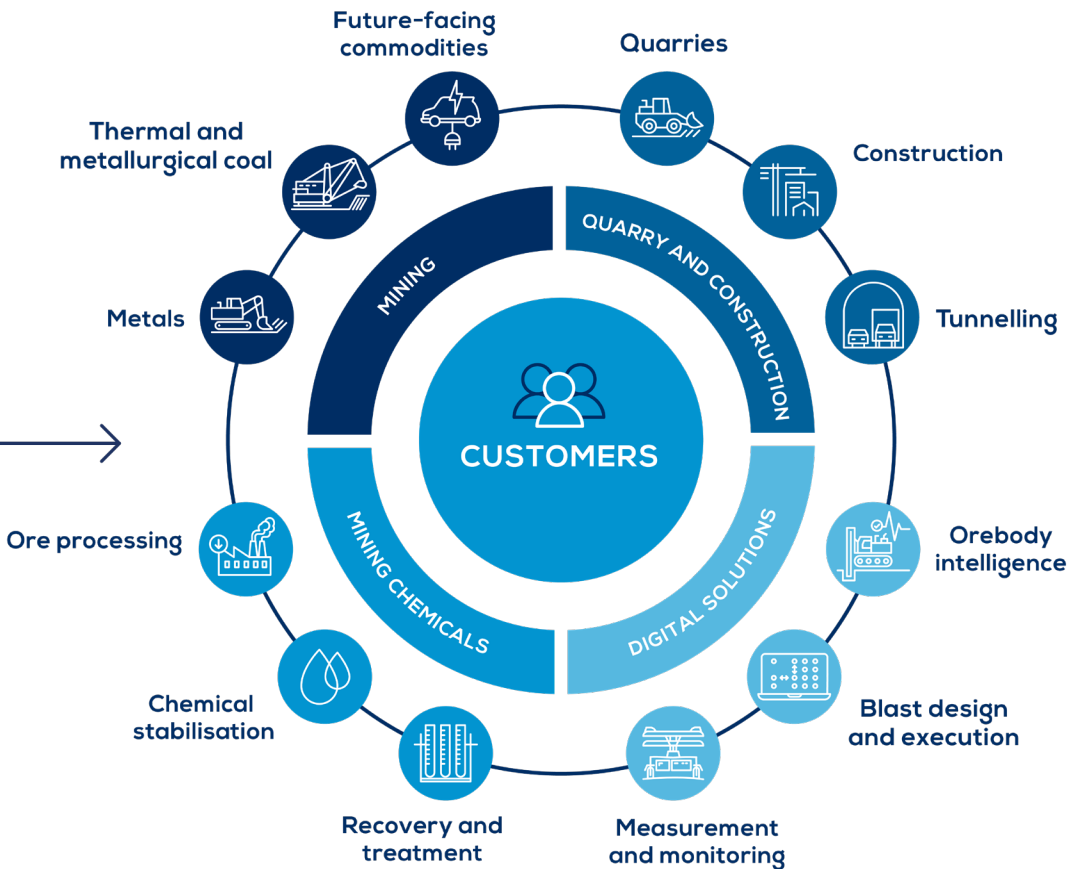 Future-facing
commodities
Quarries
Thermal and
metallurgical coal
Construction
Metals
Tunnelling
MINING
QUARRY AND CONSTRUCTION
CUSTOMERS
MINING CHEMICALS
DIGITAL SOLUTIONS
Ore processing
Orebody
intelligence
Chemical
stabilisation
Blast design
and execution
Recovery and
treatment
Measurement
and monitoring